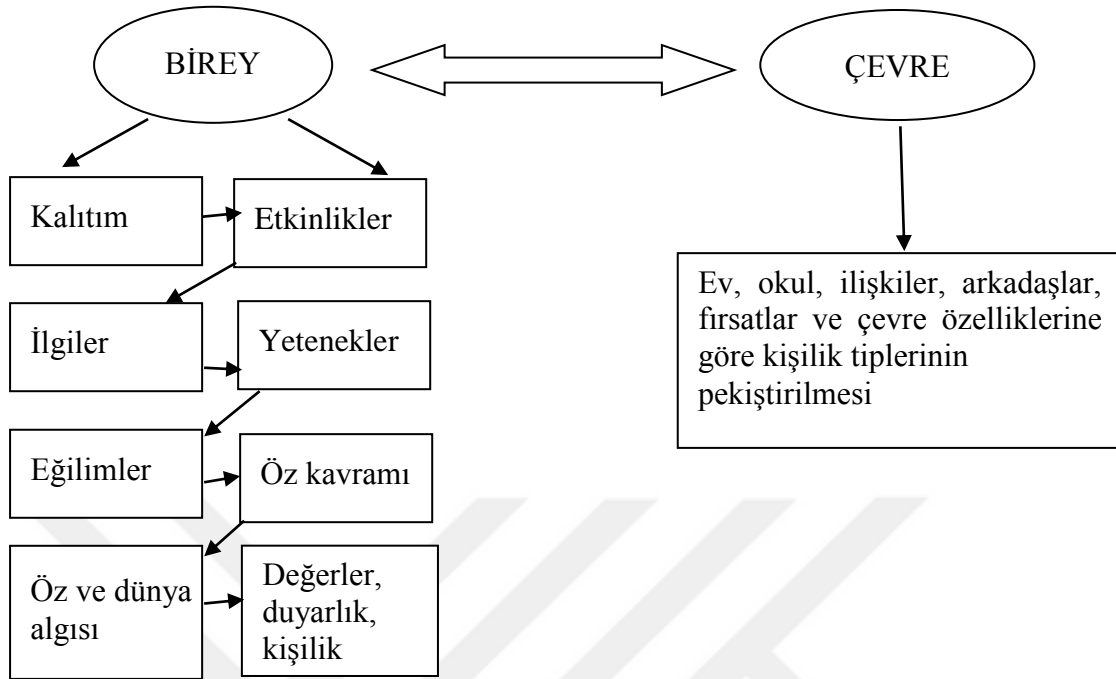 BİREY
ÇEVRE
Kalıtım
Etkinlikler
Ev, okul, ilişkiler, arkadaşlar,
fırsatlar ve çevre özelliklerine
göre kişilik tiplerinin
pekiştirilmesi
İlgiler
Yetenekler
Eğilimler
Öz kavramı
Öz ve dünya
algısı
Değerler,
duyarlık,
kişilik